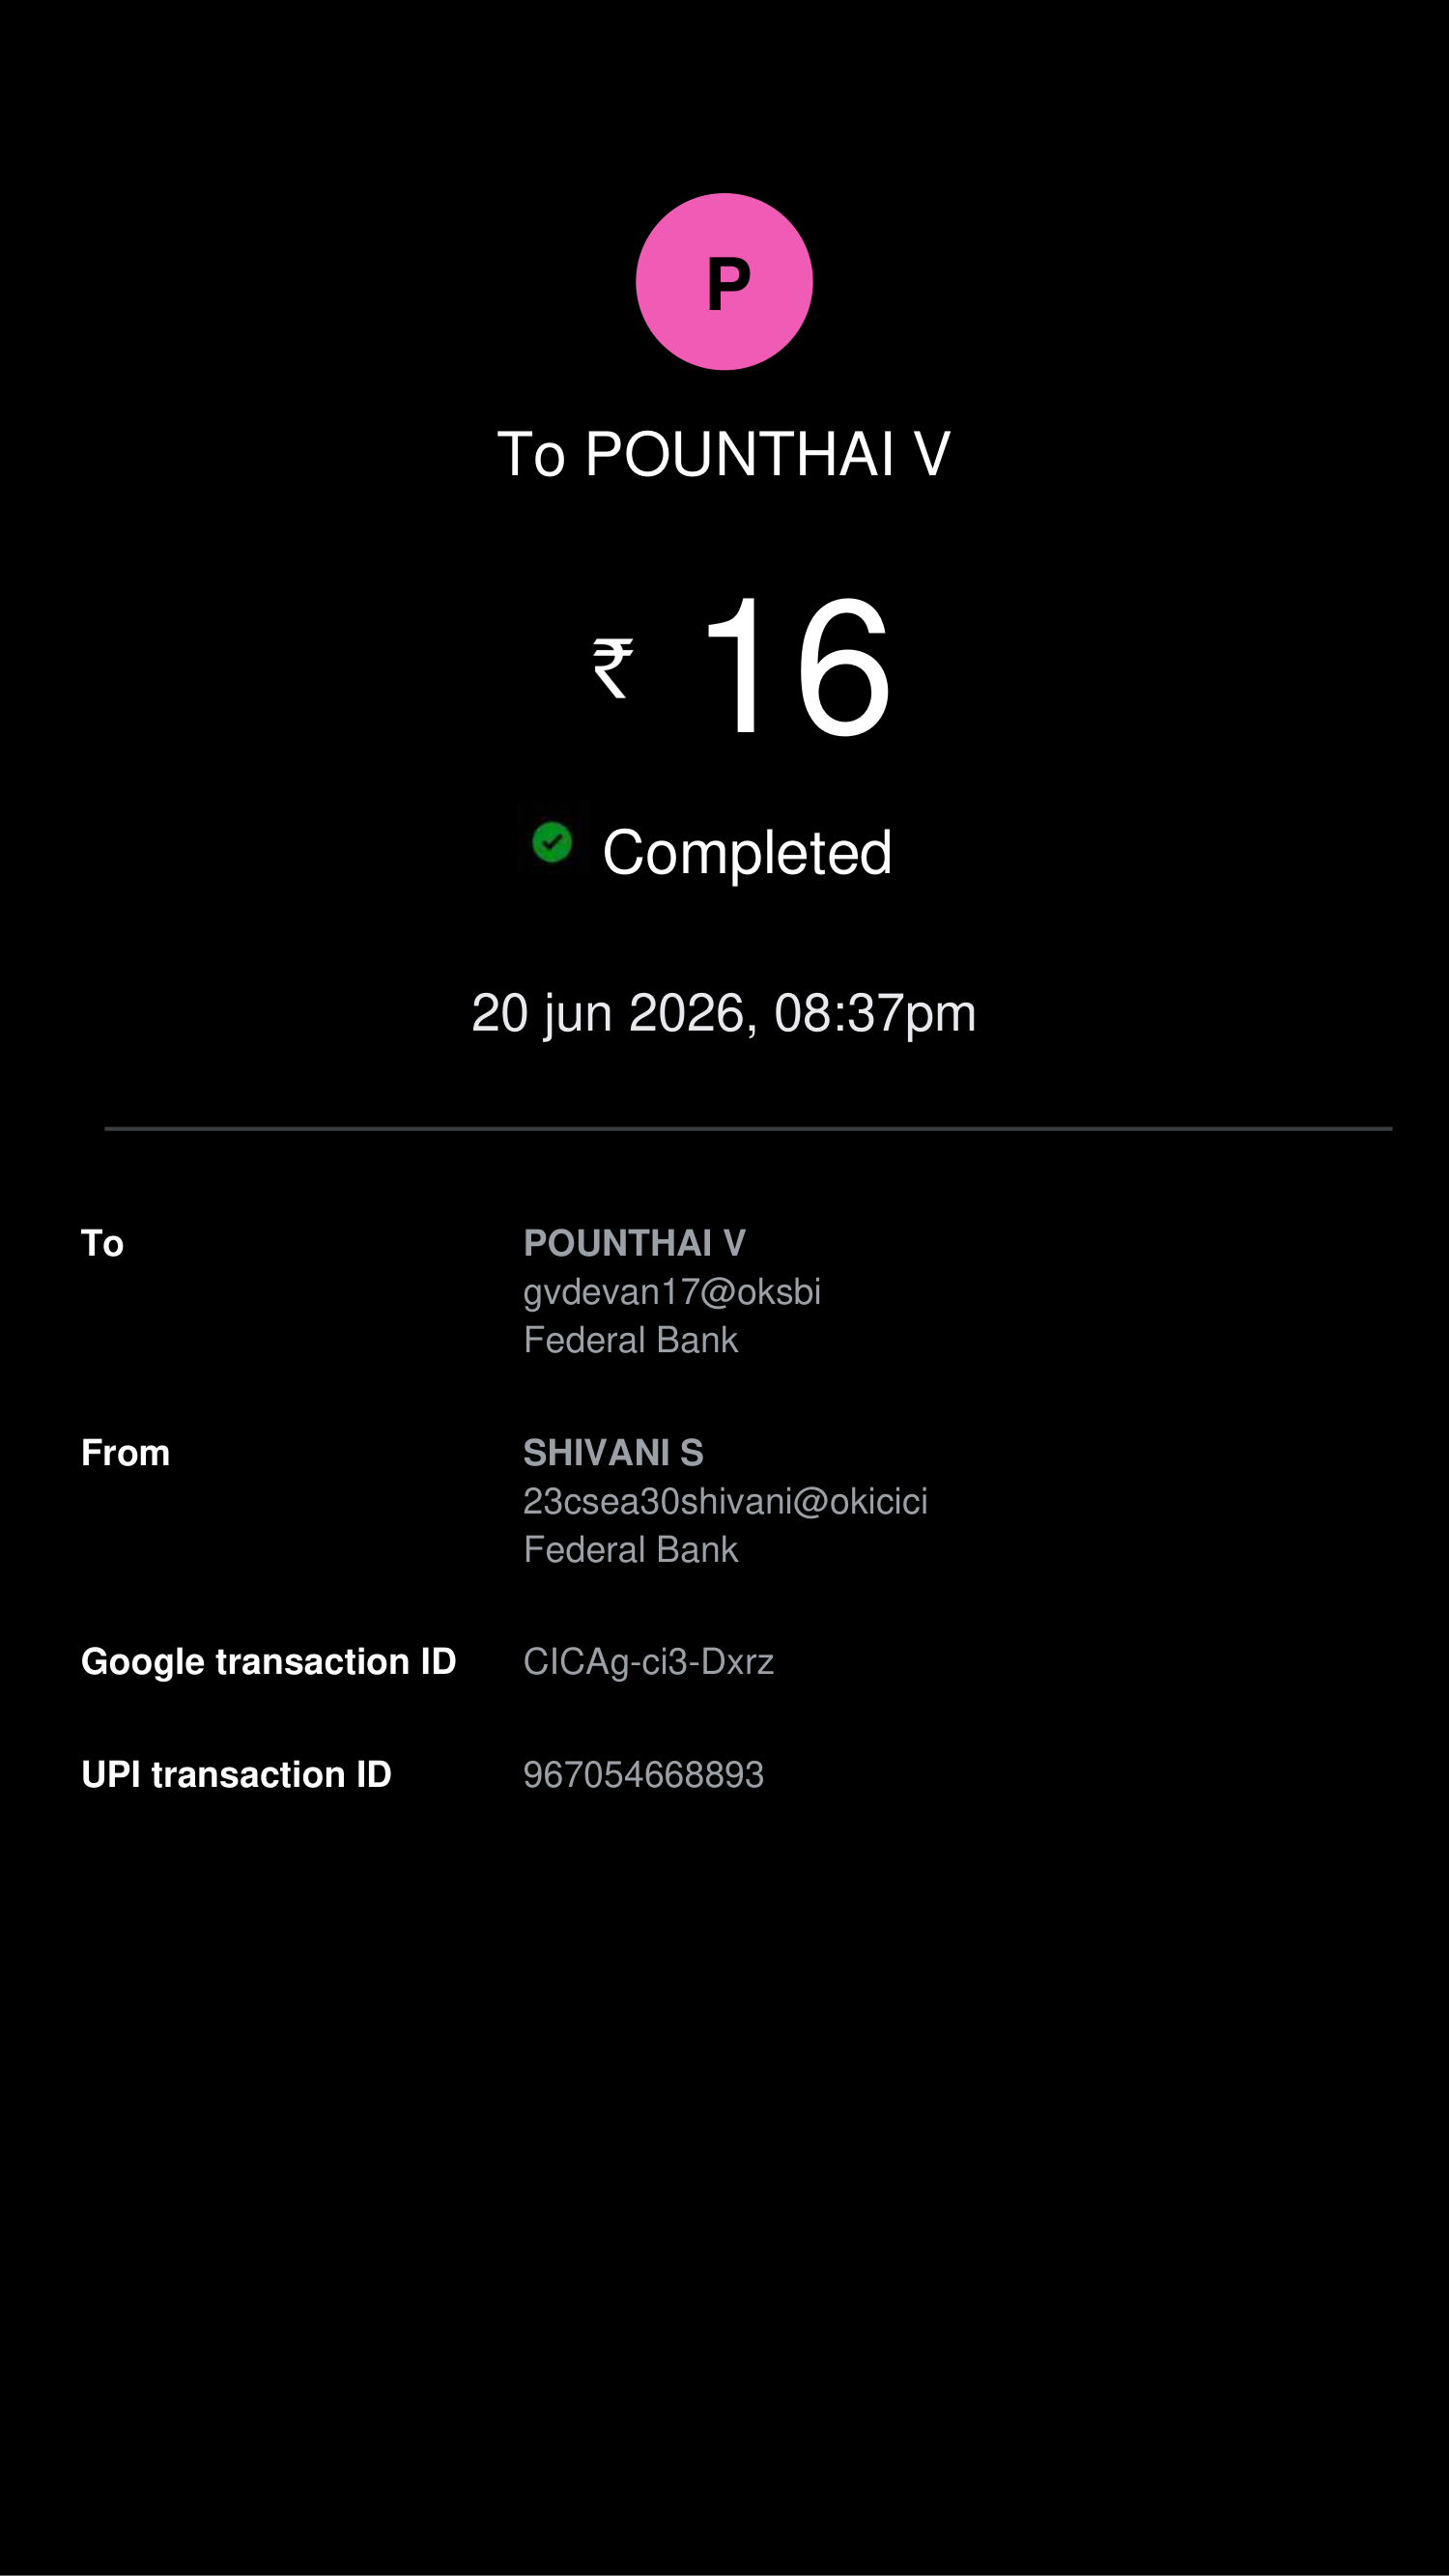 P
To POUNTHAI V
₹ 16
Completed
20 jun 2026, 08:37pm
To POUNTHAI V
gvdevan17@oksbi
Federal Bank
From SHIVANI S
23csea30shivani@okicici
Federal Bank
Google transaction ID CICAg-ci3-Dxrz
UPI transaction ID 967054668893